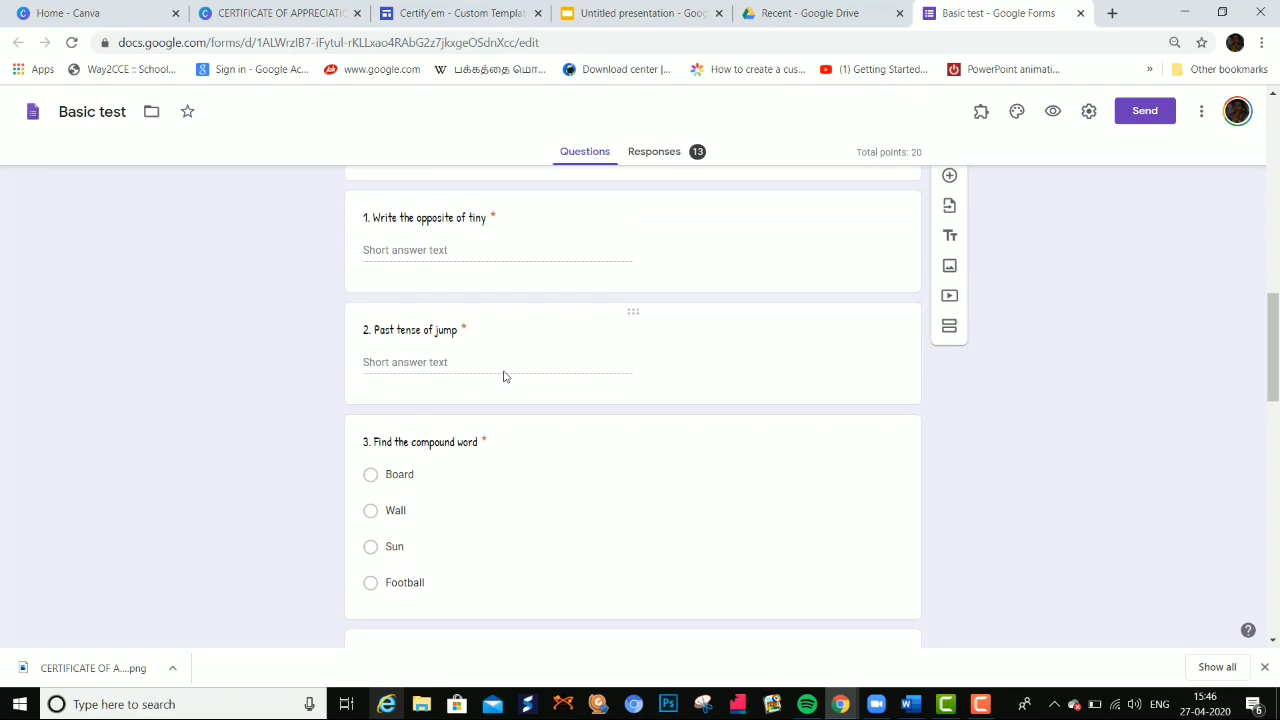 Home - Canva
CERTIFICATE OF APPRECIATIC
Certify'em - Custom Templat
Untitled presentation - Goog
Recent - Google Drive
Basic test - Google Forms
docs.google.com/forms/d/1ALWrzlB7-iFytul-rKLLxao4RAbG2z7jkxgeOSdnXcc/edit
Apps
Way2CCE :: School...
Sign in - Google Ac...
www.google.com
பக்கத்தை மொ...
Download center |...
How to create a cus...
(1) Getting Started...
PowerPoint animati...
»
Other bookmarks
Basic test
Send
Questions
Responses 13
Total points: 20
1. Write the opposite of tiny *
Short answer text
2. Past tense of jump *
Short answer text
3. Find the compound word *
Board
Wall
Sun
Football
CERTIFICATE OF A....png
Show all
Type here to search
ENG
15:46
27-04-2020
6